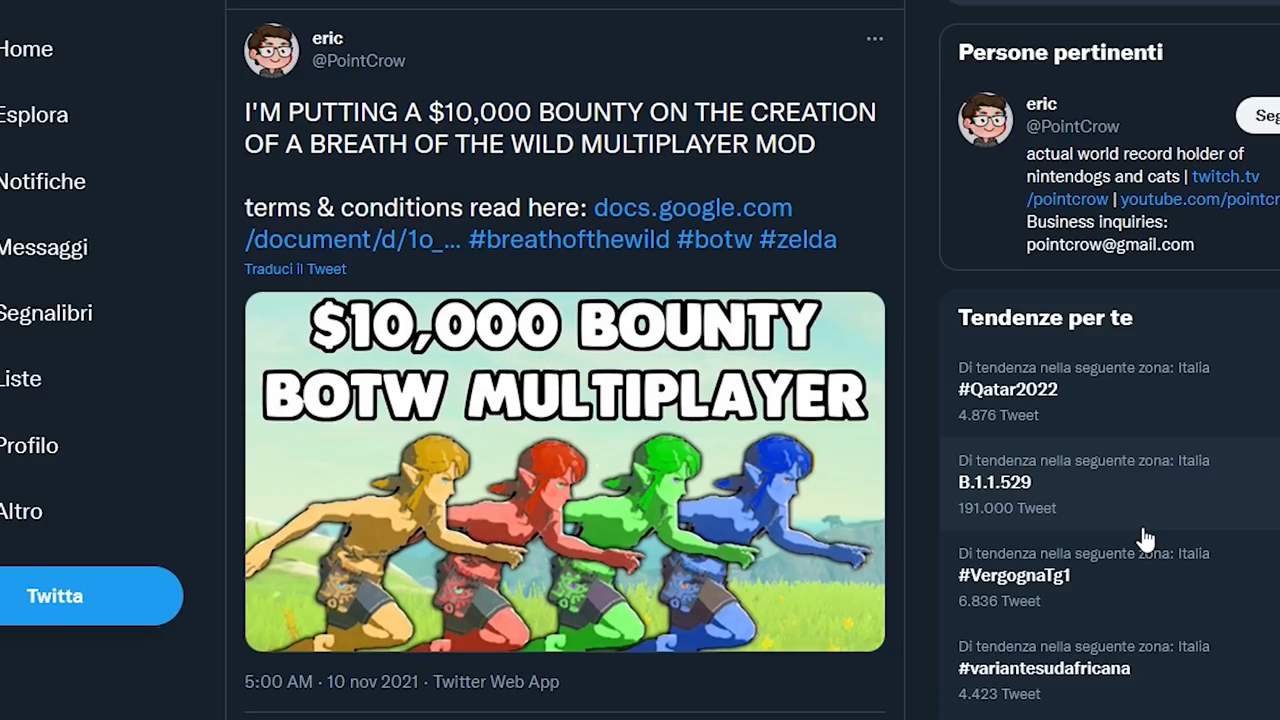 Home
Esplora
Notifiche
Messaggi
Segnalibri
Liste
Profilo
Altro
Twitta
eric
@PointCrow
I'M PUTTING A $10,000 BOUNTY ON THE CREATION
OF A BREATH OF THE WILD MULTIPLAYER MOD
terms & conditions read here: docs.google.com
/document/d/1o_... #breathofthewild #botw #zelda
Traduci il Tweet
$10,000 BOUNTY
BOTW MULTIPLAYER
5:00 AM · 10 nov 2021 · Twitter Web App
Persone pertinenti
eric
@PointCrow
Seg
actual world record holder of
nintendogs and cats | twitch.tv
/pointcrow | youtube.com/pointcr
Business inquiries:
pointcrow@gmail.com
Tendenze per te
Di tendenza nella seguente zona: Italia
#Qatar2022
4.876 Tweet
Di tendenza nella seguente zona: Italia
B.1.1.529
191.000 Tweet
Di tendenza nella seguente zona: Italia
#VergognaTg1
6.836 Tweet
Di tendenza nella seguente zona: Italia
#variantesudafricana
4.423 Tweet